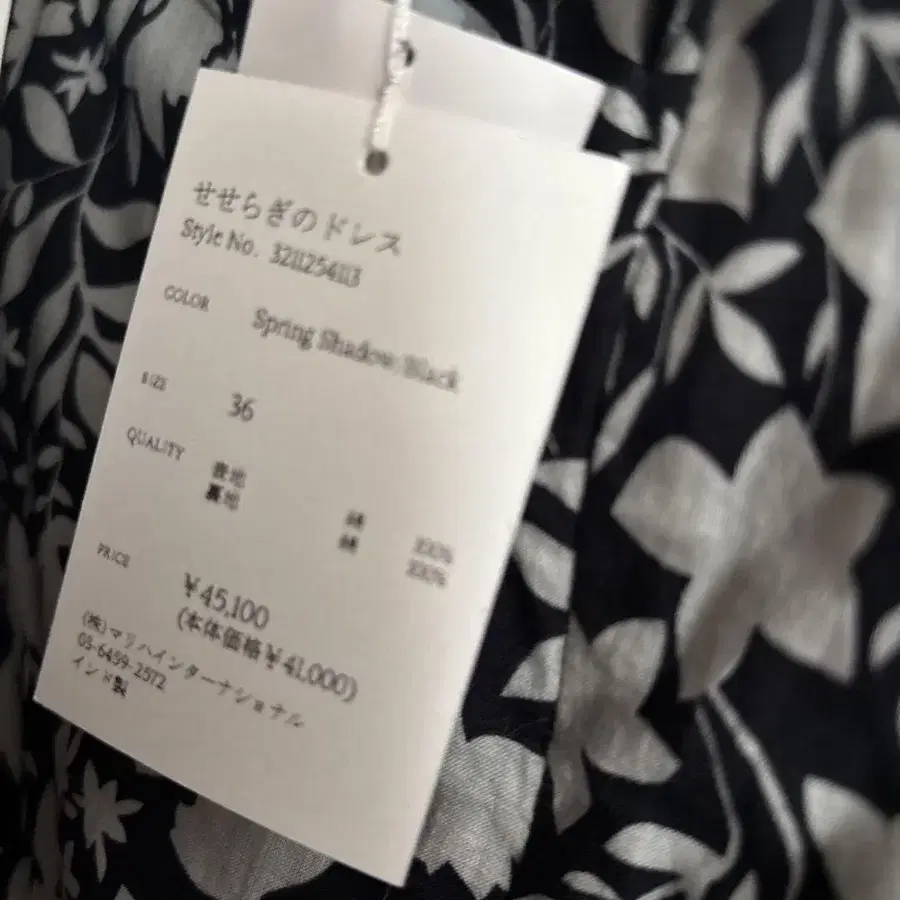 せせらぎのドレス
Style No. 3211254113
COLOR Spring Shadow/Black
SIZE 36
QUALITY 表地 綿 100%
裏地 綿 100%
PRICE ¥45,100
(本体価格¥41,000)
(株)マリハインターナショナル
03-6459-2572
インド製